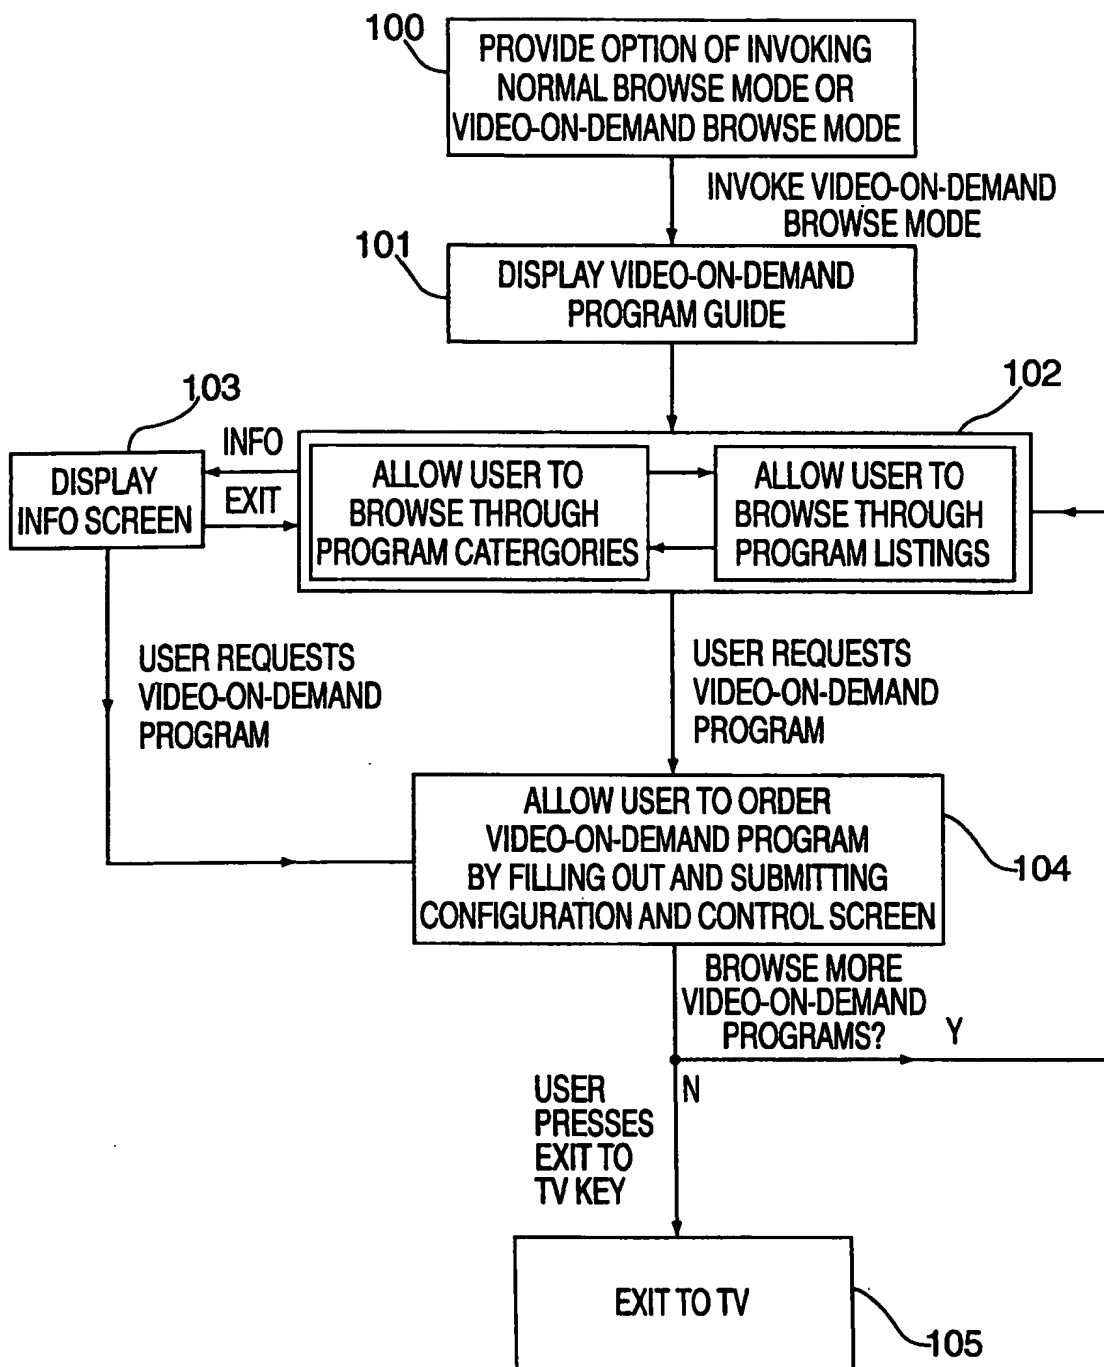 100
PROVIDE OPTION OF INVOKING
NORMAL BROWSE MODE OR
VIDEO-ON-DEMAND BROWSE MODE
INVOKE VIDEO-ON-DEMAND
BROWSE MODE
101
DISPLAY VIDEO-ON-DEMAND
PROGRAM GUIDE
102
103
DISPLAY
INFO SCREEN
INFO
EXIT
ALLOW USER TO
BROWSE THROUGH
PROGRAM CATERGORIES
ALLOW USER TO
BROWSE THROUGH
PROGRAM LISTINGS
USER REQUESTS
VIDEO-ON-DEMAND
PROGRAM
USER REQUESTS
VIDEO-ON-DEMAND
PROGRAM
ALLOW USER TO ORDER
VIDEO-ON-DEMAND PROGRAM
BY FILLING OUT AND SUBMITTING
CONFIGURATION AND CONTROL SCREEN
104
BROWSE MORE
VIDEO-ON-DEMAND
PROGRAMS?
Y
N
USER
PRESSES
EXIT TO
TV KEY
EXIT TO TV
105